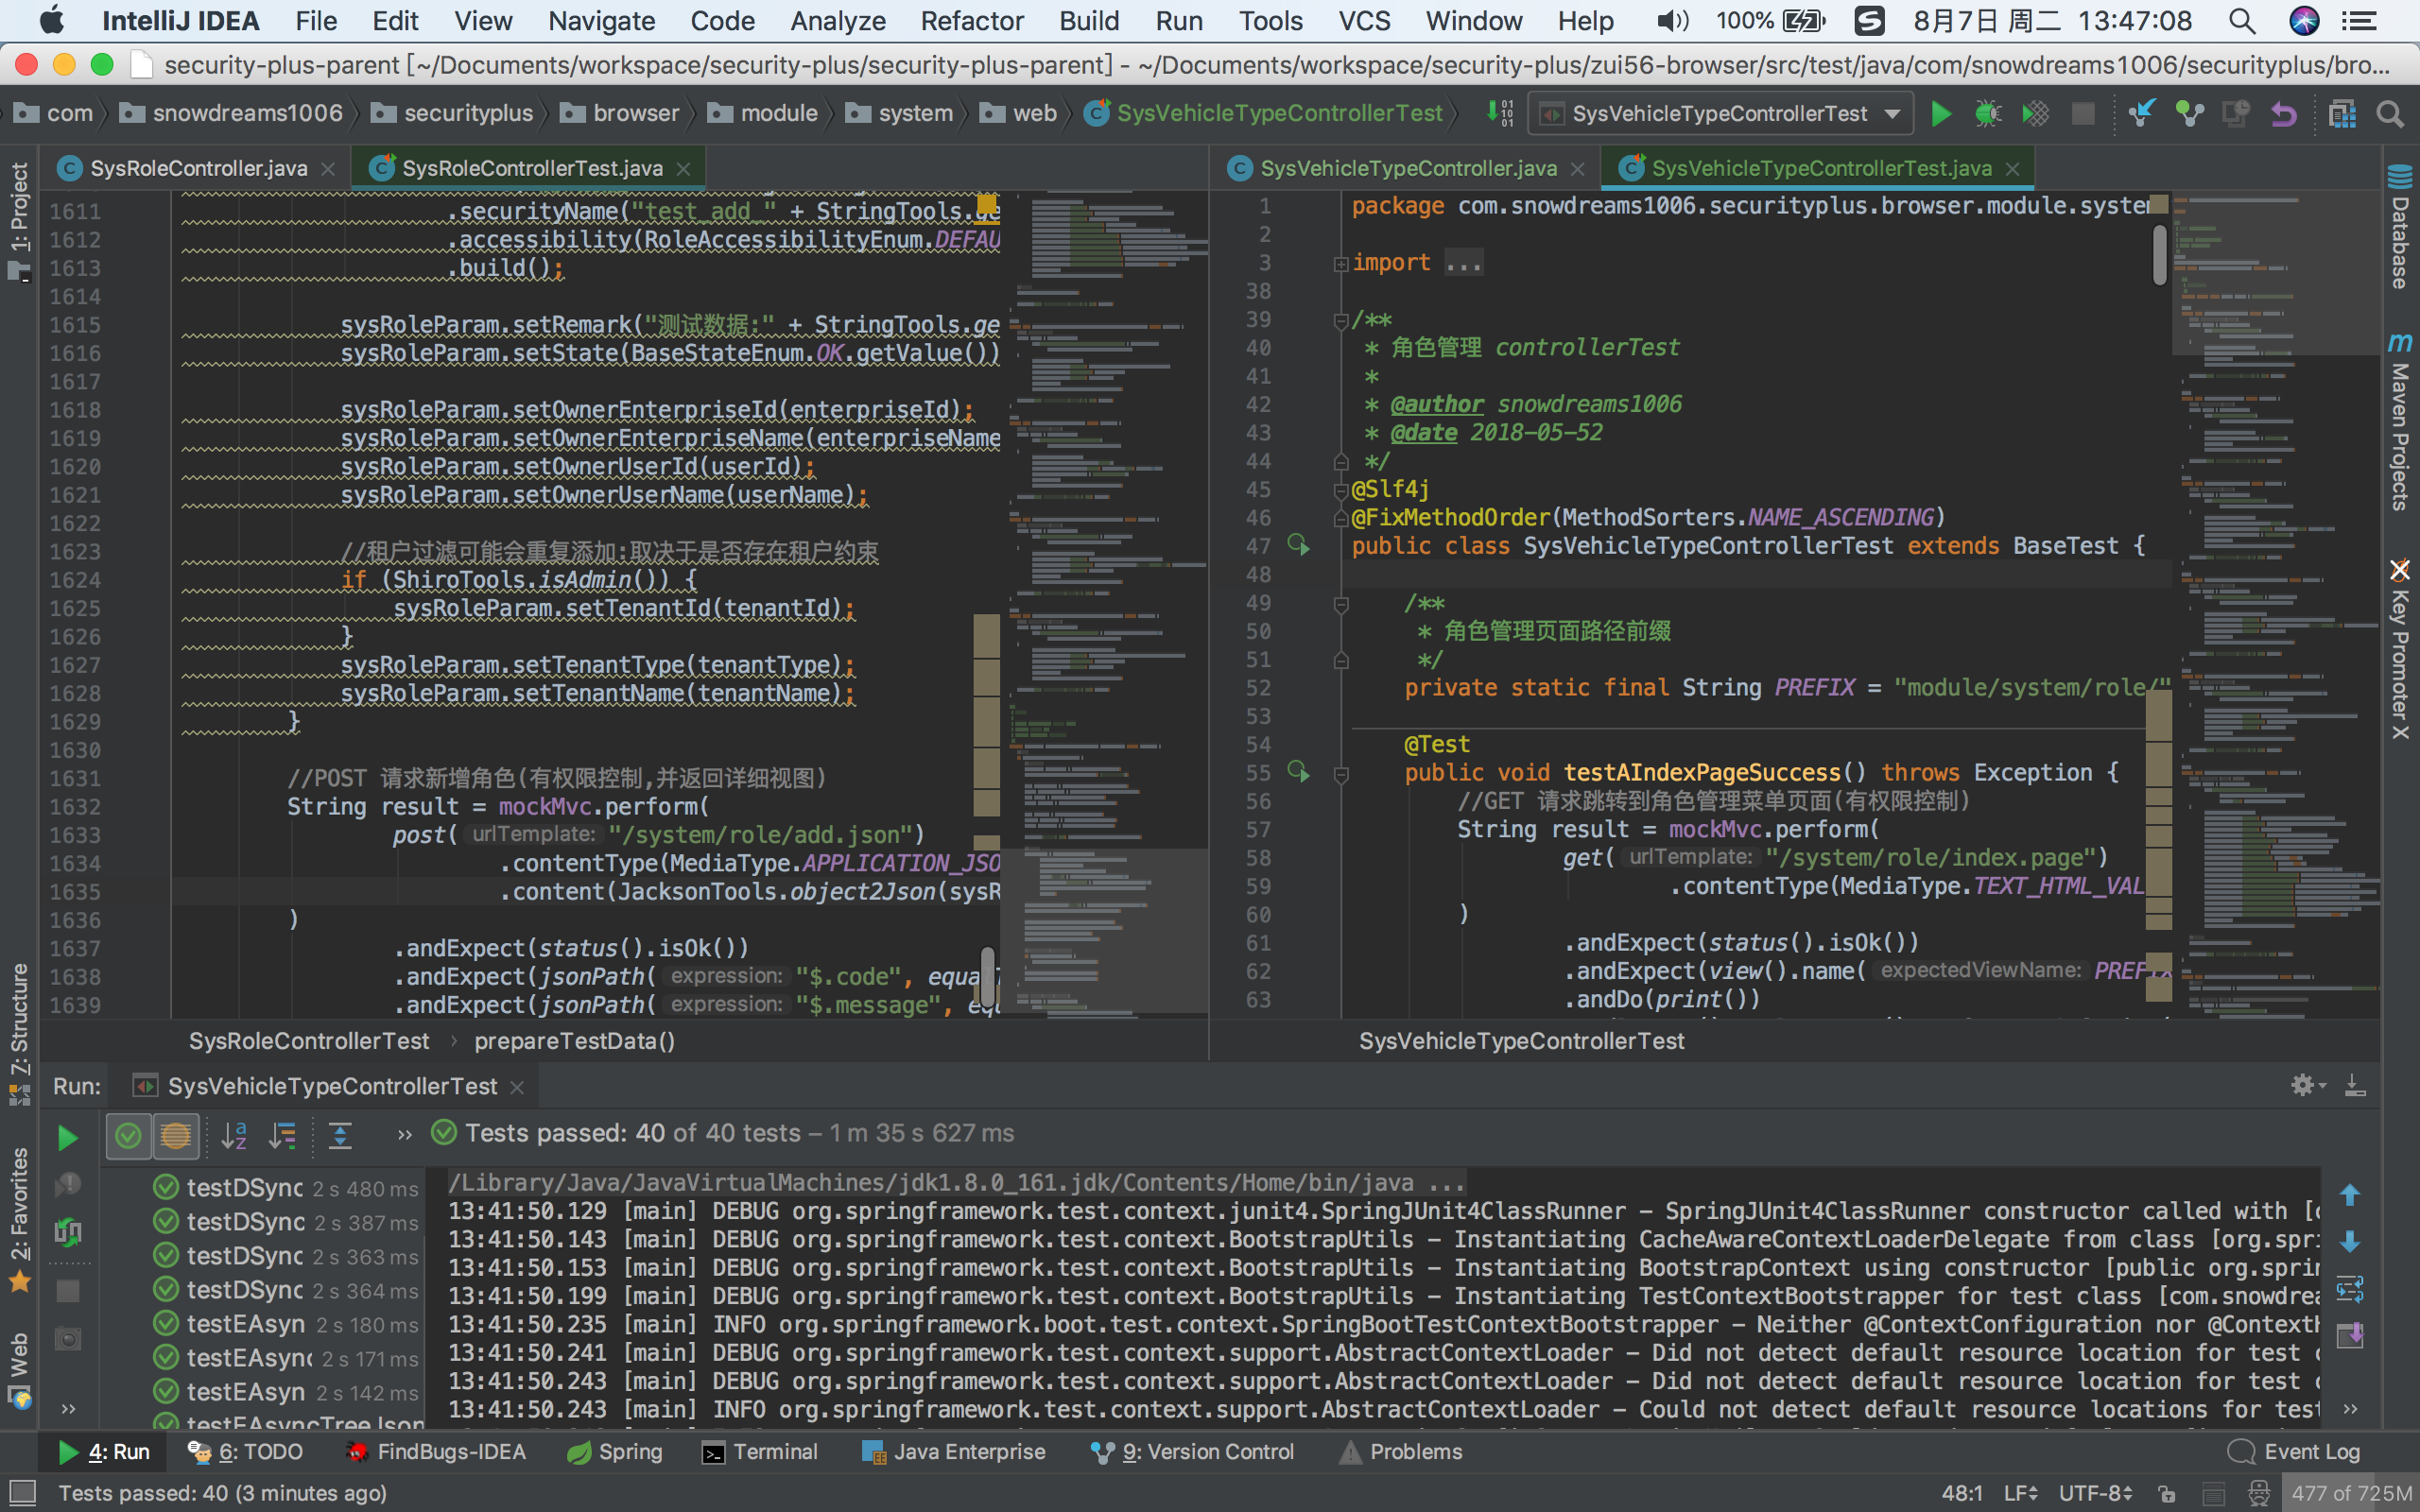 IntelliJ IDEA File Edit View Navigate Code Analyze Refactor Build Run Tools VCS Window Help 100% 8月7日 周二 13:47:08
security-plus-parent [~/Documents/workspace/security-plus/security-plus-parent] - ~/Documents/workspace/security-plus/zui56-browser/src/test/java/com/snowdreams1006/securityplus/bro...
com snowdreams1006 securityplus browser module system web SysVehicleTypeControllerTest SysVehicleTypeControllerTest
SysRoleController.java SysRoleControllerTest.java
1611 .securityName("test_add_" + StringTools.ge
1612 .accessibility(RoleAccessibilityEnum.DEFAU
1613 .build();
1614
1615 sysRoleParam.setRemark("测试数据:" + StringTools.ge
1616 sysRoleParam.setState(BaseStateEnum.OK.getValue())
1617
1618 sysRoleParam.setOwnerEnterpriseId(enterpriseId);
1619 sysRoleParam.setOwnerEnterpriseName(enterpriseName
1620 sysRoleParam.setOwnerUserId(userId);
1621 sysRoleParam.setOwnerUserName(userName);
1622
1623 //租户过滤可能会重复添加:取决于是否存在租户约束
1624 if (ShiroTools.isAdmin()) {
1625 sysRoleParam.setTenantId(tenantId);
1626 }
1627 sysRoleParam.setTenantType(tenantType);
1628 sysRoleParam.setTenantName(tenantName);
1629 }
1630
1631 //POST 请求新增角色(有权限控制,并返回详细视图)
1632 String result = mockMvc.perform(
1633 post( urlTemplate: "/system/role/add.json")
1634 .contentType(MediaType.APPLICATION_JSO
1635 .content(JacksonTools.object2Json(sysR
1636 )
1637 .andExpect(status().isOk())
1638 .andExpect(jsonPath( expression: "$.code", equal
1639 .andExpect(jsonPath( expression: "$.message", eq
SysRoleControllerTest › prepareTestData()
SysVehicleTypeController.java SysVehicleTypeControllerTest.java
1 package com.snowdreams1006.securityplus.browser.module.system
2
3 import ...
38
39 /**
40 * 角色管理 controllerTest
41 *
42 * @author snowdreams1006
43 * @date 2018-05-52
44 */
45 @Slf4j
46 @FixMethodOrder(MethodSorters.NAME_ASCENDING)
47 public class SysVehicleTypeControllerTest extends BaseTest {
48
49 /**
50 * 角色管理页面路径前缀
51 */
52 private static final String PREFIX = "module/system/role/"
53
54 @Test
55 public void testAIndexPageSuccess() throws Exception {
56 //GET 请求跳转到角色管理菜单页面(有权限控制)
57 String result = mockMvc.perform(
58 get( urlTemplate: "/system/role/index.page")
59 .contentType(MediaType.TEXT_HTML_VAL
60 )
61 .andExpect(status().isOk())
62 .andExpect(view().name( expectedViewName: PREFIX
63 .andDo(print())
SysVehicleTypeControllerTest
1: Project
Z: Structure
2: Favorites
Web
Database
Maven Projects
Key Promoter X
Run: SysVehicleTypeControllerTest
Tests passed: 40 of 40 tests – 1 m 35 s 627 ms
testDSync 2 s 480 ms
testDSync 2 s 387 ms
testDSync 2 s 363 ms
testDSync 2 s 364 ms
testEAsyn 2 s 180 ms
testEAsync 2 s 171 ms
testEAsyn 2 s 142 ms
testEAsyncTreeJson
/Library/Java/JavaVirtualMachines/jdk1.8.0_161.jdk/Contents/Home/bin/java ...
13:41:50.129 [main] DEBUG org.springframework.test.context.junit4.SpringJUnit4ClassRunner - SpringJUnit4ClassRunner constructor called with [c
13:41:50.143 [main] DEBUG org.springframework.test.context.BootstrapUtils - Instantiating CacheAwareContextLoaderDelegate from class [org.spri
13:41:50.153 [main] DEBUG org.springframework.test.context.BootstrapUtils - Instantiating BootstrapContext using constructor [public org.sprin
13:41:50.199 [main] DEBUG org.springframework.test.context.BootstrapUtils - Instantiating TestContextBootstrapper for test class [com.snowdrea
13:41:50.235 [main] INFO org.springframework.boot.test.context.SpringBootTestContextBootstrapper - Neither @ContextConfiguration nor @ContextH
13:41:50.241 [main] DEBUG org.springframework.test.context.support.AbstractContextLoader - Did not detect default resource location for test c
13:41:50.243 [main] DEBUG org.springframework.test.context.support.AbstractContextLoader - Did not detect default resource location for test c
13:41:50.243 [main] INFO org.springframework.test.context.support.AbstractContextLoader - Could not detect default resource locations for test
4: Run 6: TODO FindBugs-IDEA Spring Terminal Java Enterprise 9: Version Control Problems Event Log
Tests passed: 40 (3 minutes ago) 48:1 LF UTF-8 477 of 725M